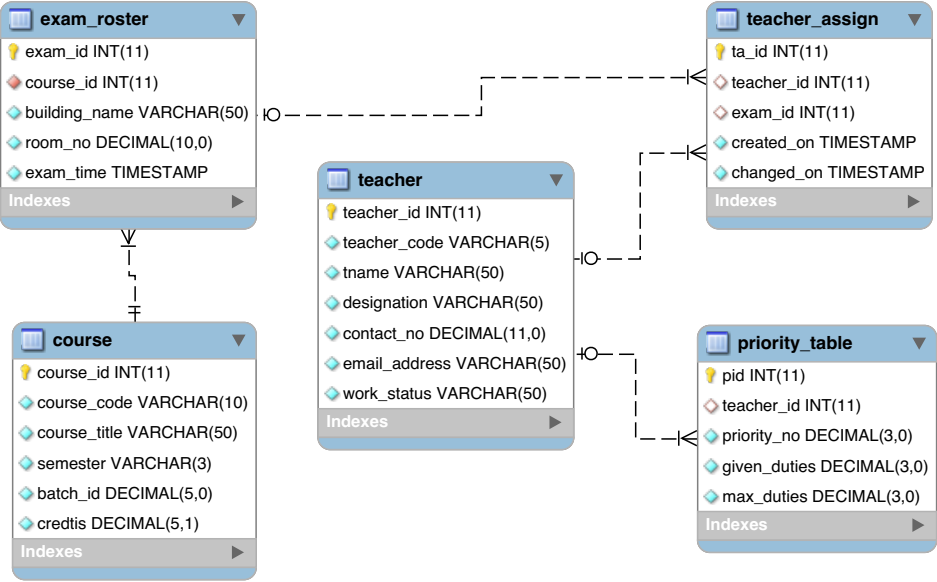 exam_roster
exam_id INT(11)
course_id INT(11)
building_name VARCHAR(50)
room_no DECIMAL(10,0)
exam_time TIMESTAMP
Indexes
teacher_assign
ta_id INT(11)
teacher_id INT(11)
exam_id INT(11)
created_on TIMESTAMP
changed_on TIMESTAMP
Indexes
teacher
teacher_id INT(11)
teacher_code VARCHAR(5)
tname VARCHAR(50)
designation VARCHAR(50)
contact_no DECIMAL(11,0)
email_address VARCHAR(50)
work_status VARCHAR(50)
Indexes
course
course_id INT(11)
course_code VARCHAR(10)
course_title VARCHAR(50)
semester VARCHAR(3)
batch_id DECIMAL(5,0)
credtis DECIMAL(5,1)
Indexes
priority_table
pid INT(11)
teacher_id INT(11)
priority_no DECIMAL(3,0)
given_duties DECIMAL(3,0)
max_duties DECIMAL(3,0)
Indexes